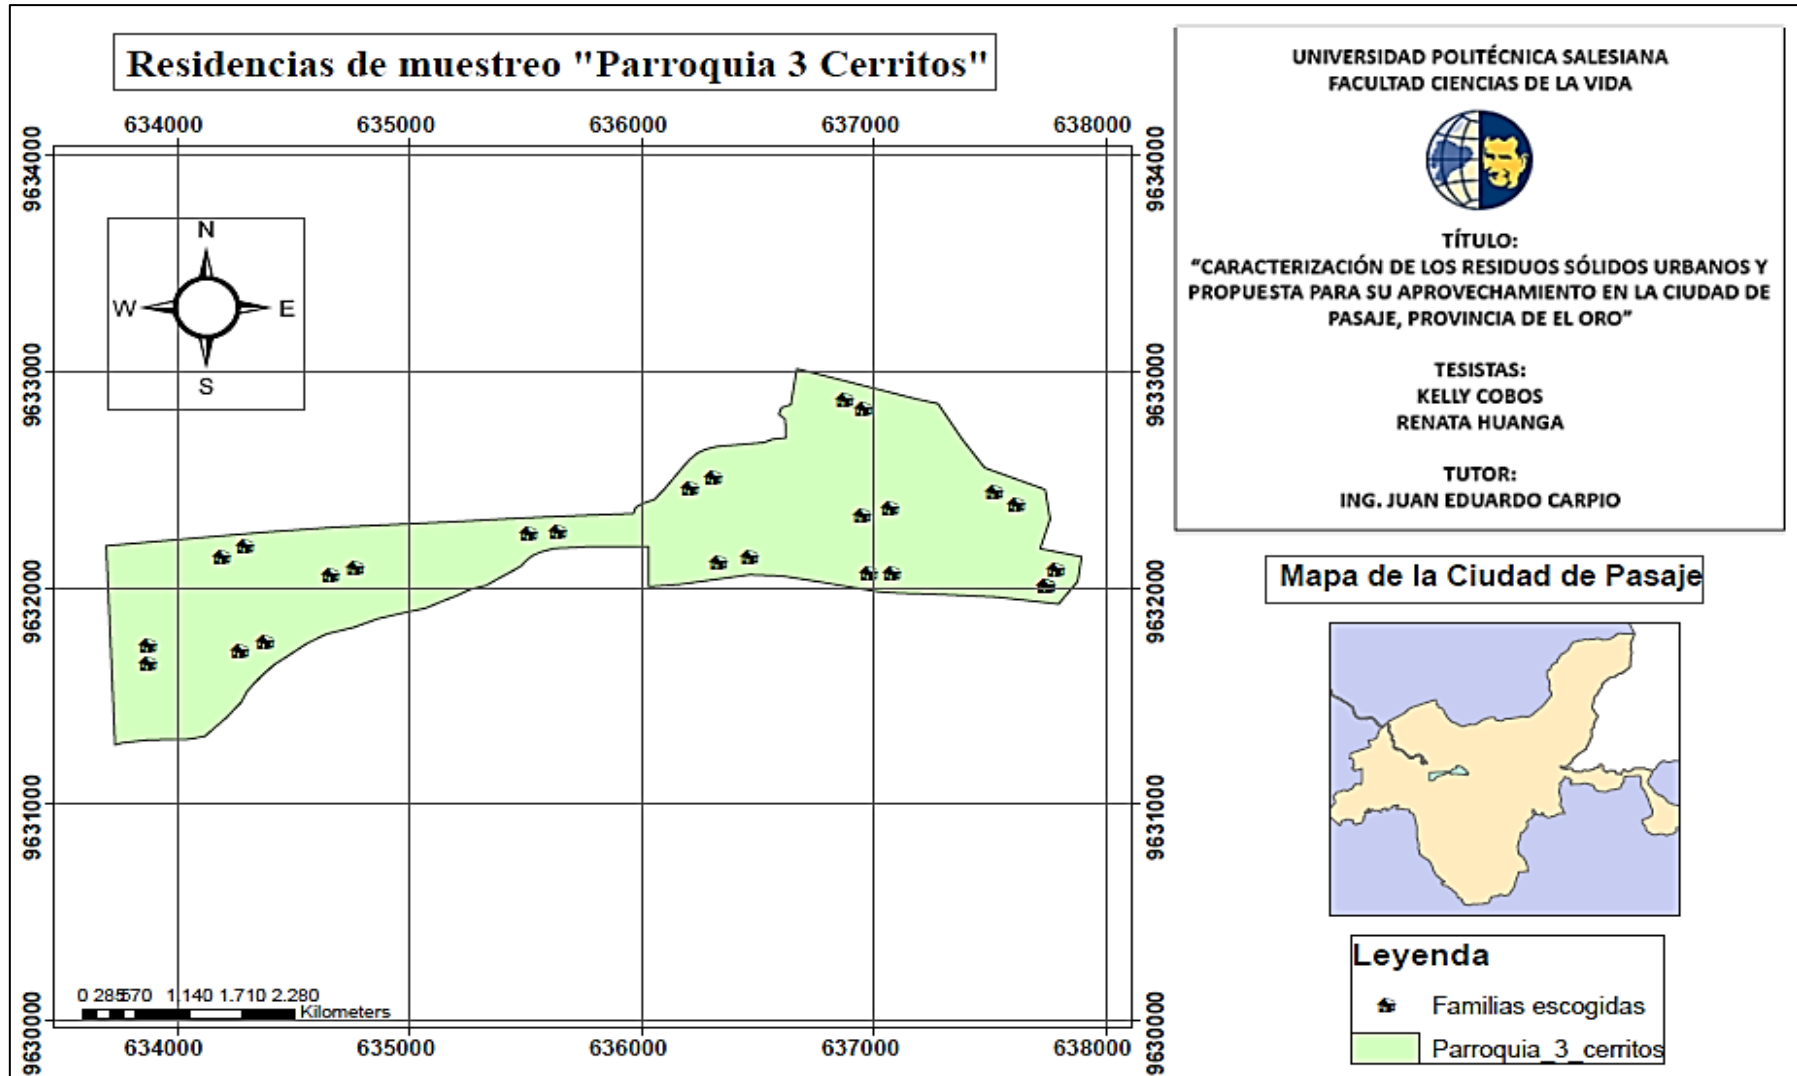 Residencias de muestreo "Parroquia 3 Cerritos"
634000 635000 636000 637000 638000
9634000 9634000
N
W E
S
9633000 9633000
9632000 9632000
9631000 9631000
0 285570 1.140 1.710 2.280
Kilometers
9630000 9630000
634000 635000 636000 637000 638000
UNIVERSIDAD POLITÉCNICA SALESIANA
FACULTAD CIENCIAS DE LA VIDA
TÍTULO:
“CARACTERIZACIÓN DE LOS RESIDUOS SÓLIDOS URBANOS Y
PROPUESTA PARA SU APROVECHAMIENTO EN LA CIUDAD DE
PASAJE, PROVINCIA DE EL ORO”
TESISTAS:
KELLY COBOS
RENATA HUANGA
TUTOR:
ING. JUAN EDUARDO CARPIO
Mapa de la Ciudad de Pasaje
Leyenda
Familias escogidas
Parroquia_3_cerritos